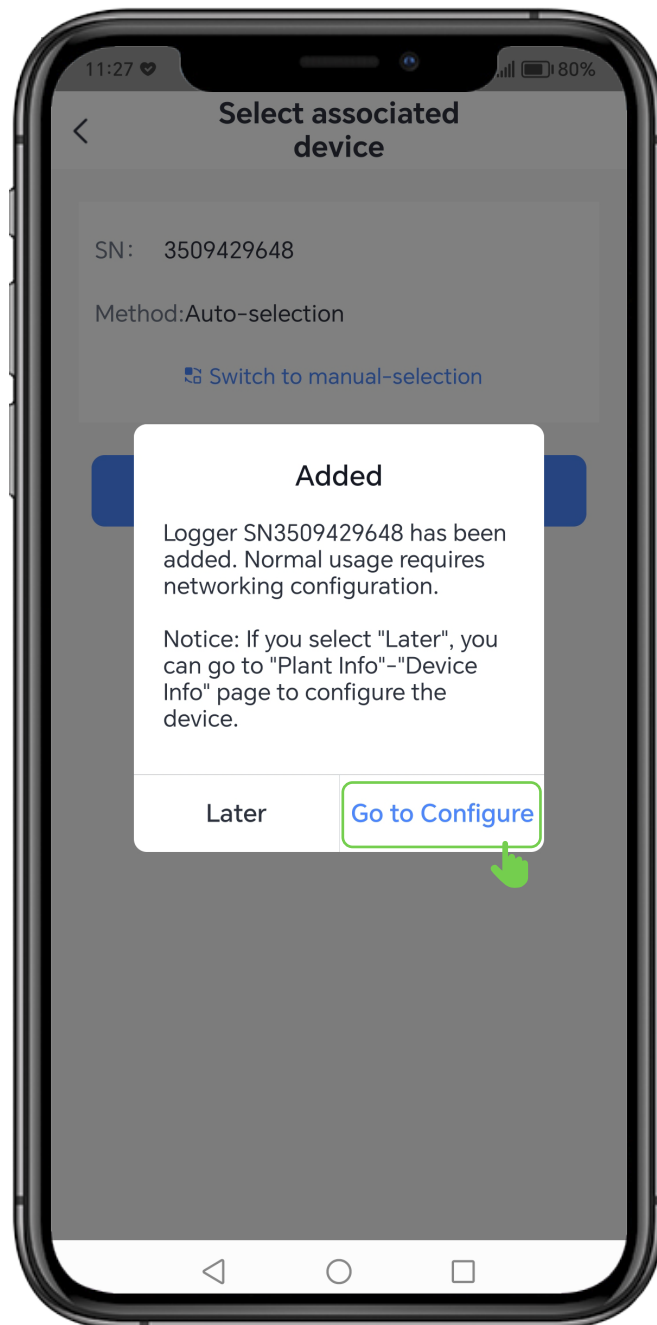 11:27
80%
Select associated
device
SN: 3509429648
Method:Auto-selection
Switch to manual-selection
Added
Logger SN3509429648 has been
added. Normal usage requires
networking configuration.
Notice: If you select "Later", you
can go to "Plant Info"-"Device
Info" page to configure the
device.
Later
Go to Configure